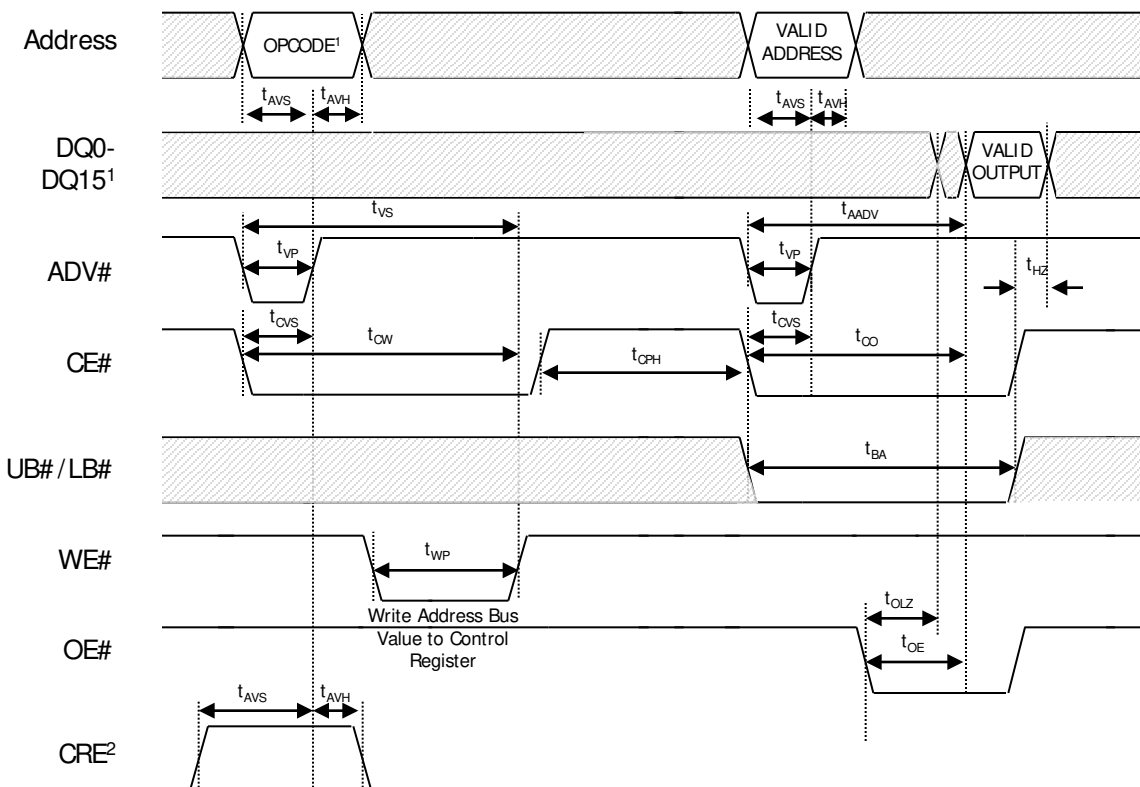 Address
OPCODE¹
VALID
ADDRESS
tAVS
tAVH
tAVS
tAVH
DQ0-
DQ15¹
VALID
OUTPUT
tVS
tAADV
ADV#
tVP
tVP
tHZ
CE#
tCVS
tCW
tCPH
tCVS
tCO
UB# / LB#
tBA
WE#
tWP
Write Address Bus
Value to Control
Register
OE#
tOLZ
tOE
tAVS
tAVH
CRE²